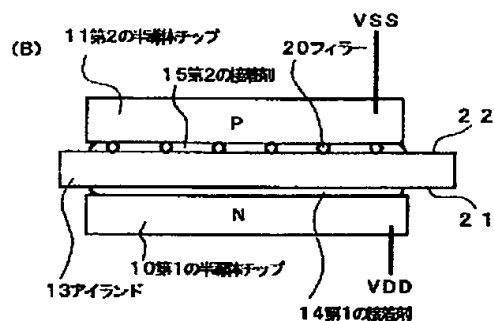 (B)
11第2の半導体チップ
VSS
20フィラー
15第2の接着剤
P
22
21
N
10第1の半導体チップ
VDD
13アイランド
14第1の接着剤